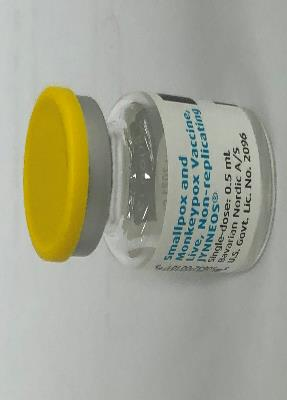 Smallpox and
Monkeypox Vaccine,
Live, Non-replicating
JYNNEOS®
Single-dose: 0.5 mL
Bavarian Nordic A/S
U.S. Govt. Lic. No. 2096